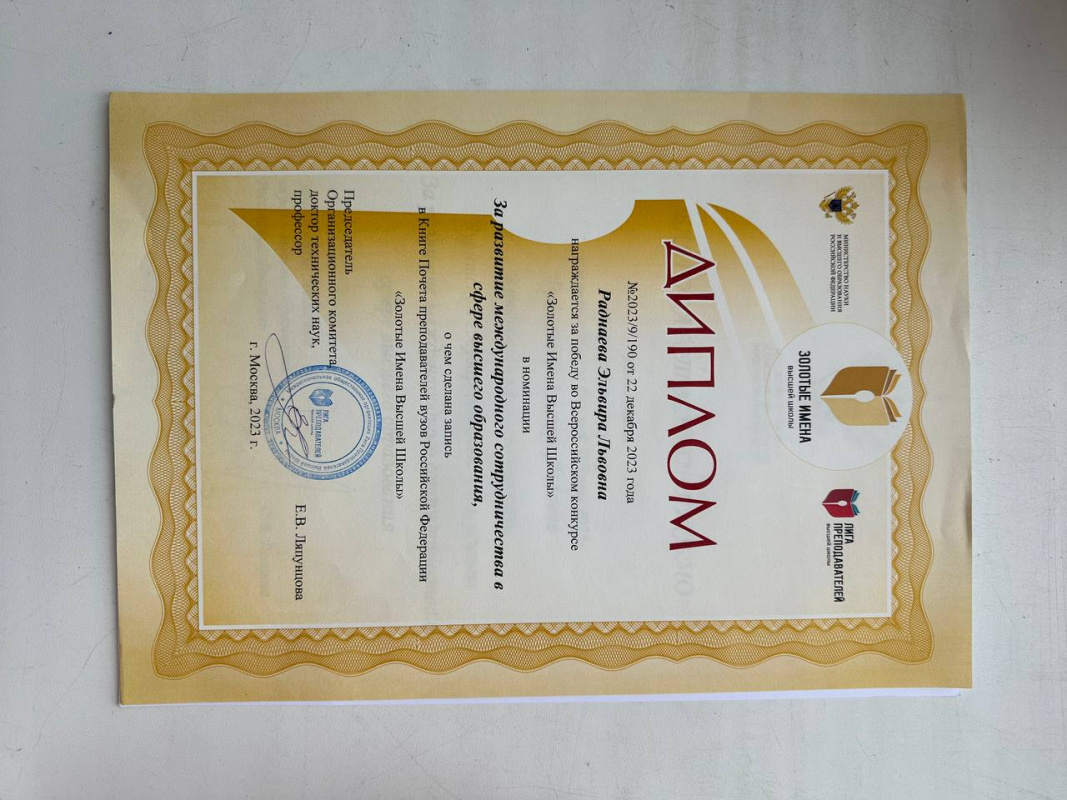 МИНИСТЕРСТВО НАУКИ
И ВЫСШЕГО ОБРАЗОВАНИЯ
РОССИЙСКОЙ ФЕДЕРАЦИИ
ЗОЛОТЫЕ ИМЕНА
ВЫСШЕЙ ШКОЛЫ
ЛИГА
ПРЕПОДАВАТЕЛЕЙ
ВЫСШЕЙ ШКОЛЫ
ДИПЛОМ
№2023/9/190 от 22 декабря 2023 года
Раднаева Эльвира Львовна
награждается за победу во Всероссийском конкурсе
«Золотые Имена Высшей Школы»
в номинации
За развитие международного сотрудничества в
сфере высшего образования,
о чем сделана запись
в Книге Почета преподавателей вузов Российской Федерации
«Золотые Имена Высшей Школы»
Председатель
Организационного комитета,
доктор технических наук,
профессор
Е.В. Ляпунцова
ЛИГА
ПРЕПОДАВАТЕЛЕЙ
г. Москва, 2023 г.